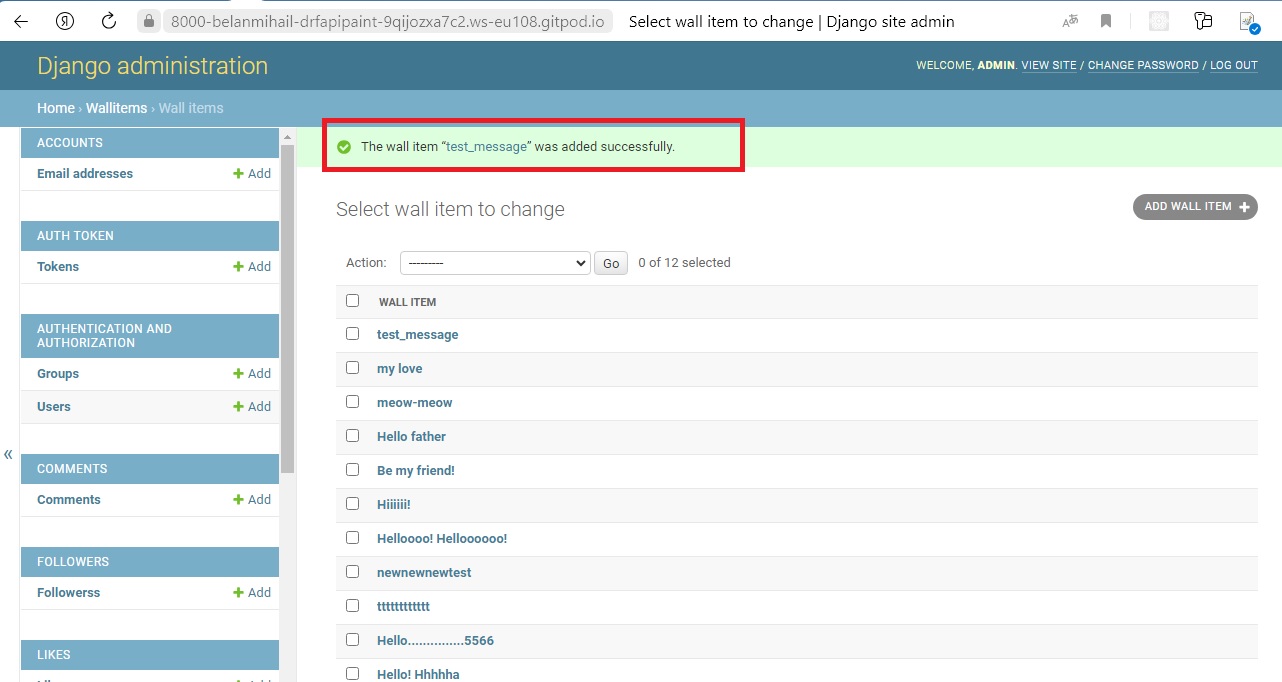 8000-belanmihail-drfapipaint-9qijozxa7c2.ws-eu108.gitpod.io Select wall item to change | Django site admin
Django administration
WELCOME, ADMIN. VIEW SITE / CHANGE PASSWORD / LOG OUT
Home › Wallitems › Wall items
ACCOUNTS
Email addresses + Add
AUTH TOKEN
Tokens + Add
AUTHENTICATION AND
AUTHORIZATION
Groups + Add
Users + Add
COMMENTS
Comments + Add
FOLLOWERS
Followerss + Add
LIKES
«
The wall item “test_message” was added successfully.
Select wall item to change
ADD WALL ITEM +
Action: --------- Go 0 of 12 selected
WALL ITEM
test_message
my love
meow-meow
Hello father
Be my friend!
Hiiiiii!
Helloooo! Helloooooo!
newnewnewtest
tttttttttttt
Hello...............5566
Hello! Hhhhha